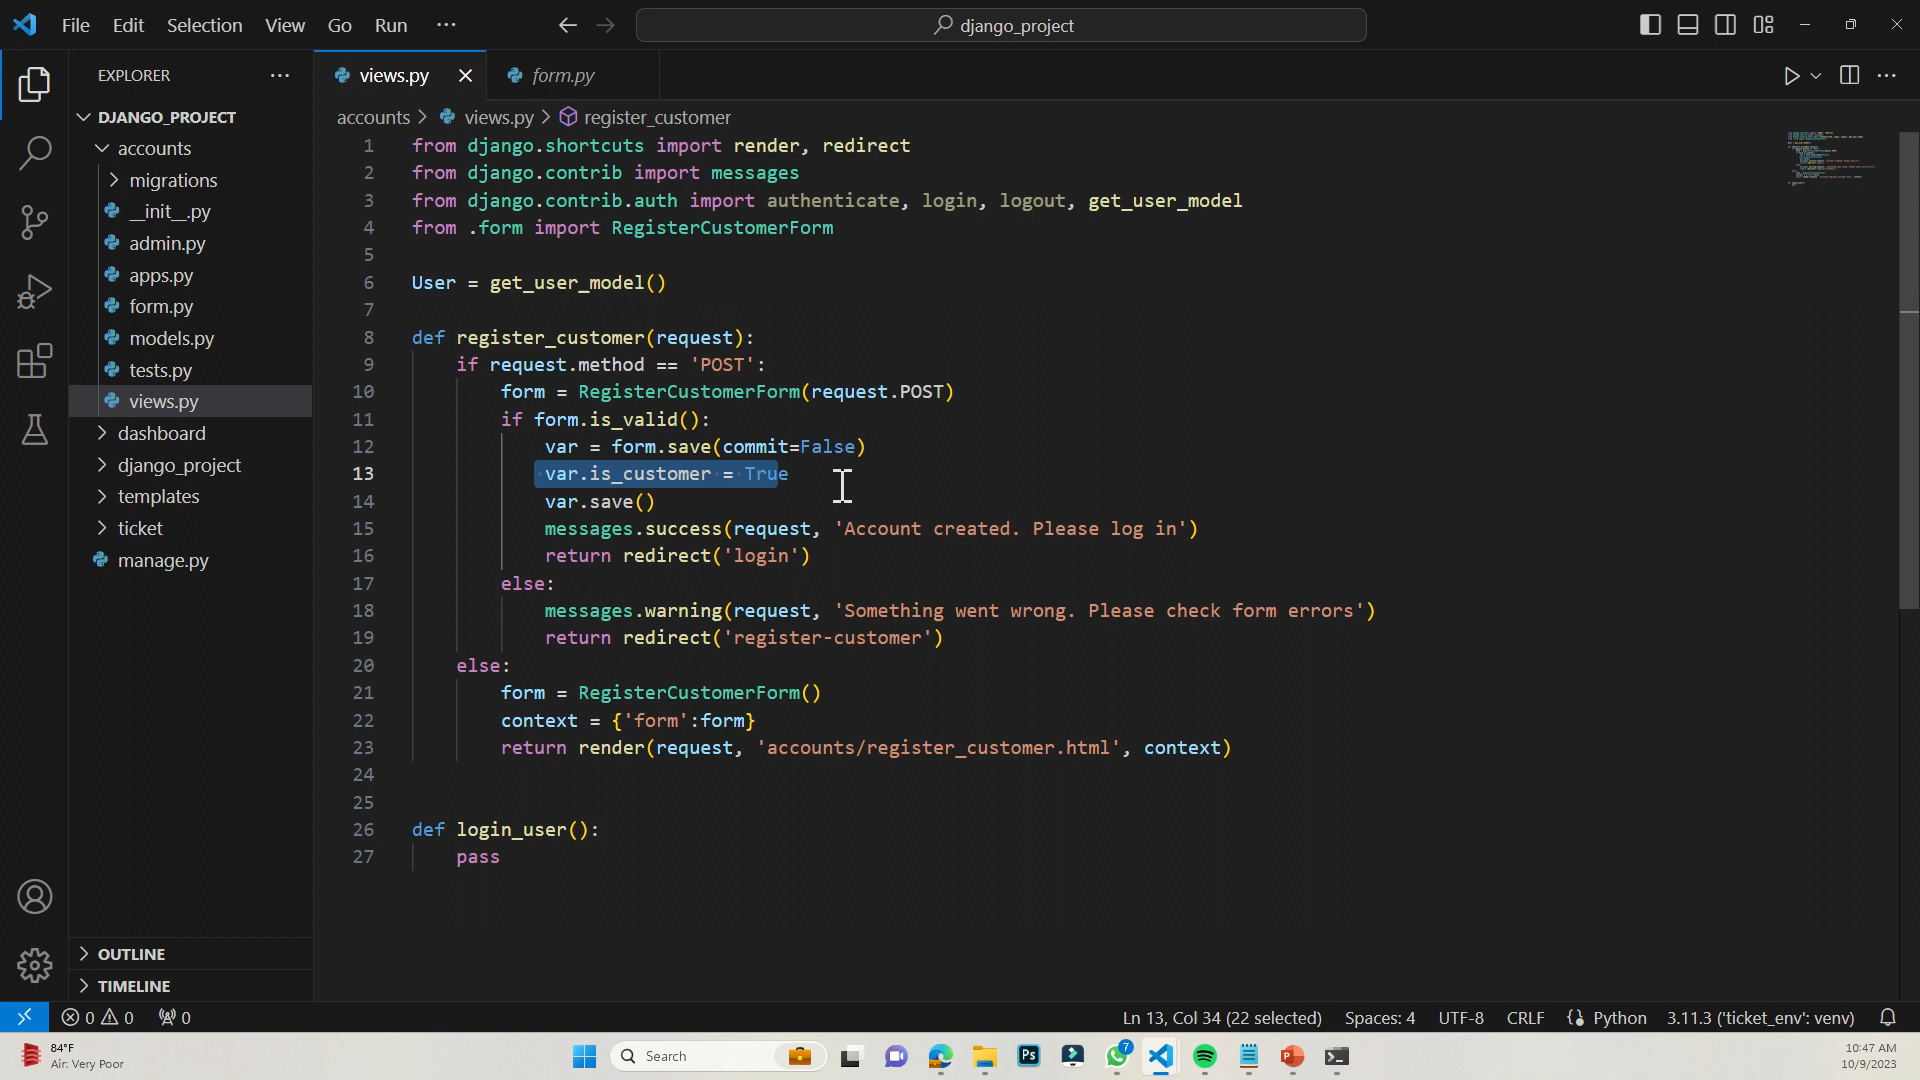 File Edit Selection View Go Run ···
django_project
EXPLORER ···
DJANGO_PROJECT
accounts
migrations
__init__.py
admin.py
apps.py
form.py
models.py
tests.py
views.py
dashboard
django_project
templates
ticket
manage.py
OUTLINE
TIMELINE
views.py form.py
accounts > views.py > register_customer
1 from django.shortcuts import render, redirect
2 from django.contrib import messages
3 from django.contrib.auth import authenticate, login, logout, get_user_model
4 from .form import RegisterCustomerForm
5
6 User = get_user_model()
7
8 def register_customer(request):
9 if request.method == 'POST':
10 form = RegisterCustomerForm(request.POST)
11 if form.is_valid():
12 var = form.save(commit=False)
13 var.is_customer = True
14 var.save()
15 messages.success(request, 'Account created. Please log in')
16 return redirect('login')
17 else:
18 messages.warning(request, 'Something went wrong. Please check form errors')
19 return redirect('register-customer')
20 else:
21 form = RegisterCustomerForm()
22 context = {'form':form}
23 return render(request, 'accounts/register_customer.html', context)
24
25
26 def login_user():
27 pass
0 0 0 Ln 13, Col 34 (22 selected) Spaces: 4 UTF-8 CRLF Python 3.11.3 ('ticket_env': venv)
84°F
Air: Very Poor
Search
Ps
7
10:47 AM
10/9/2023